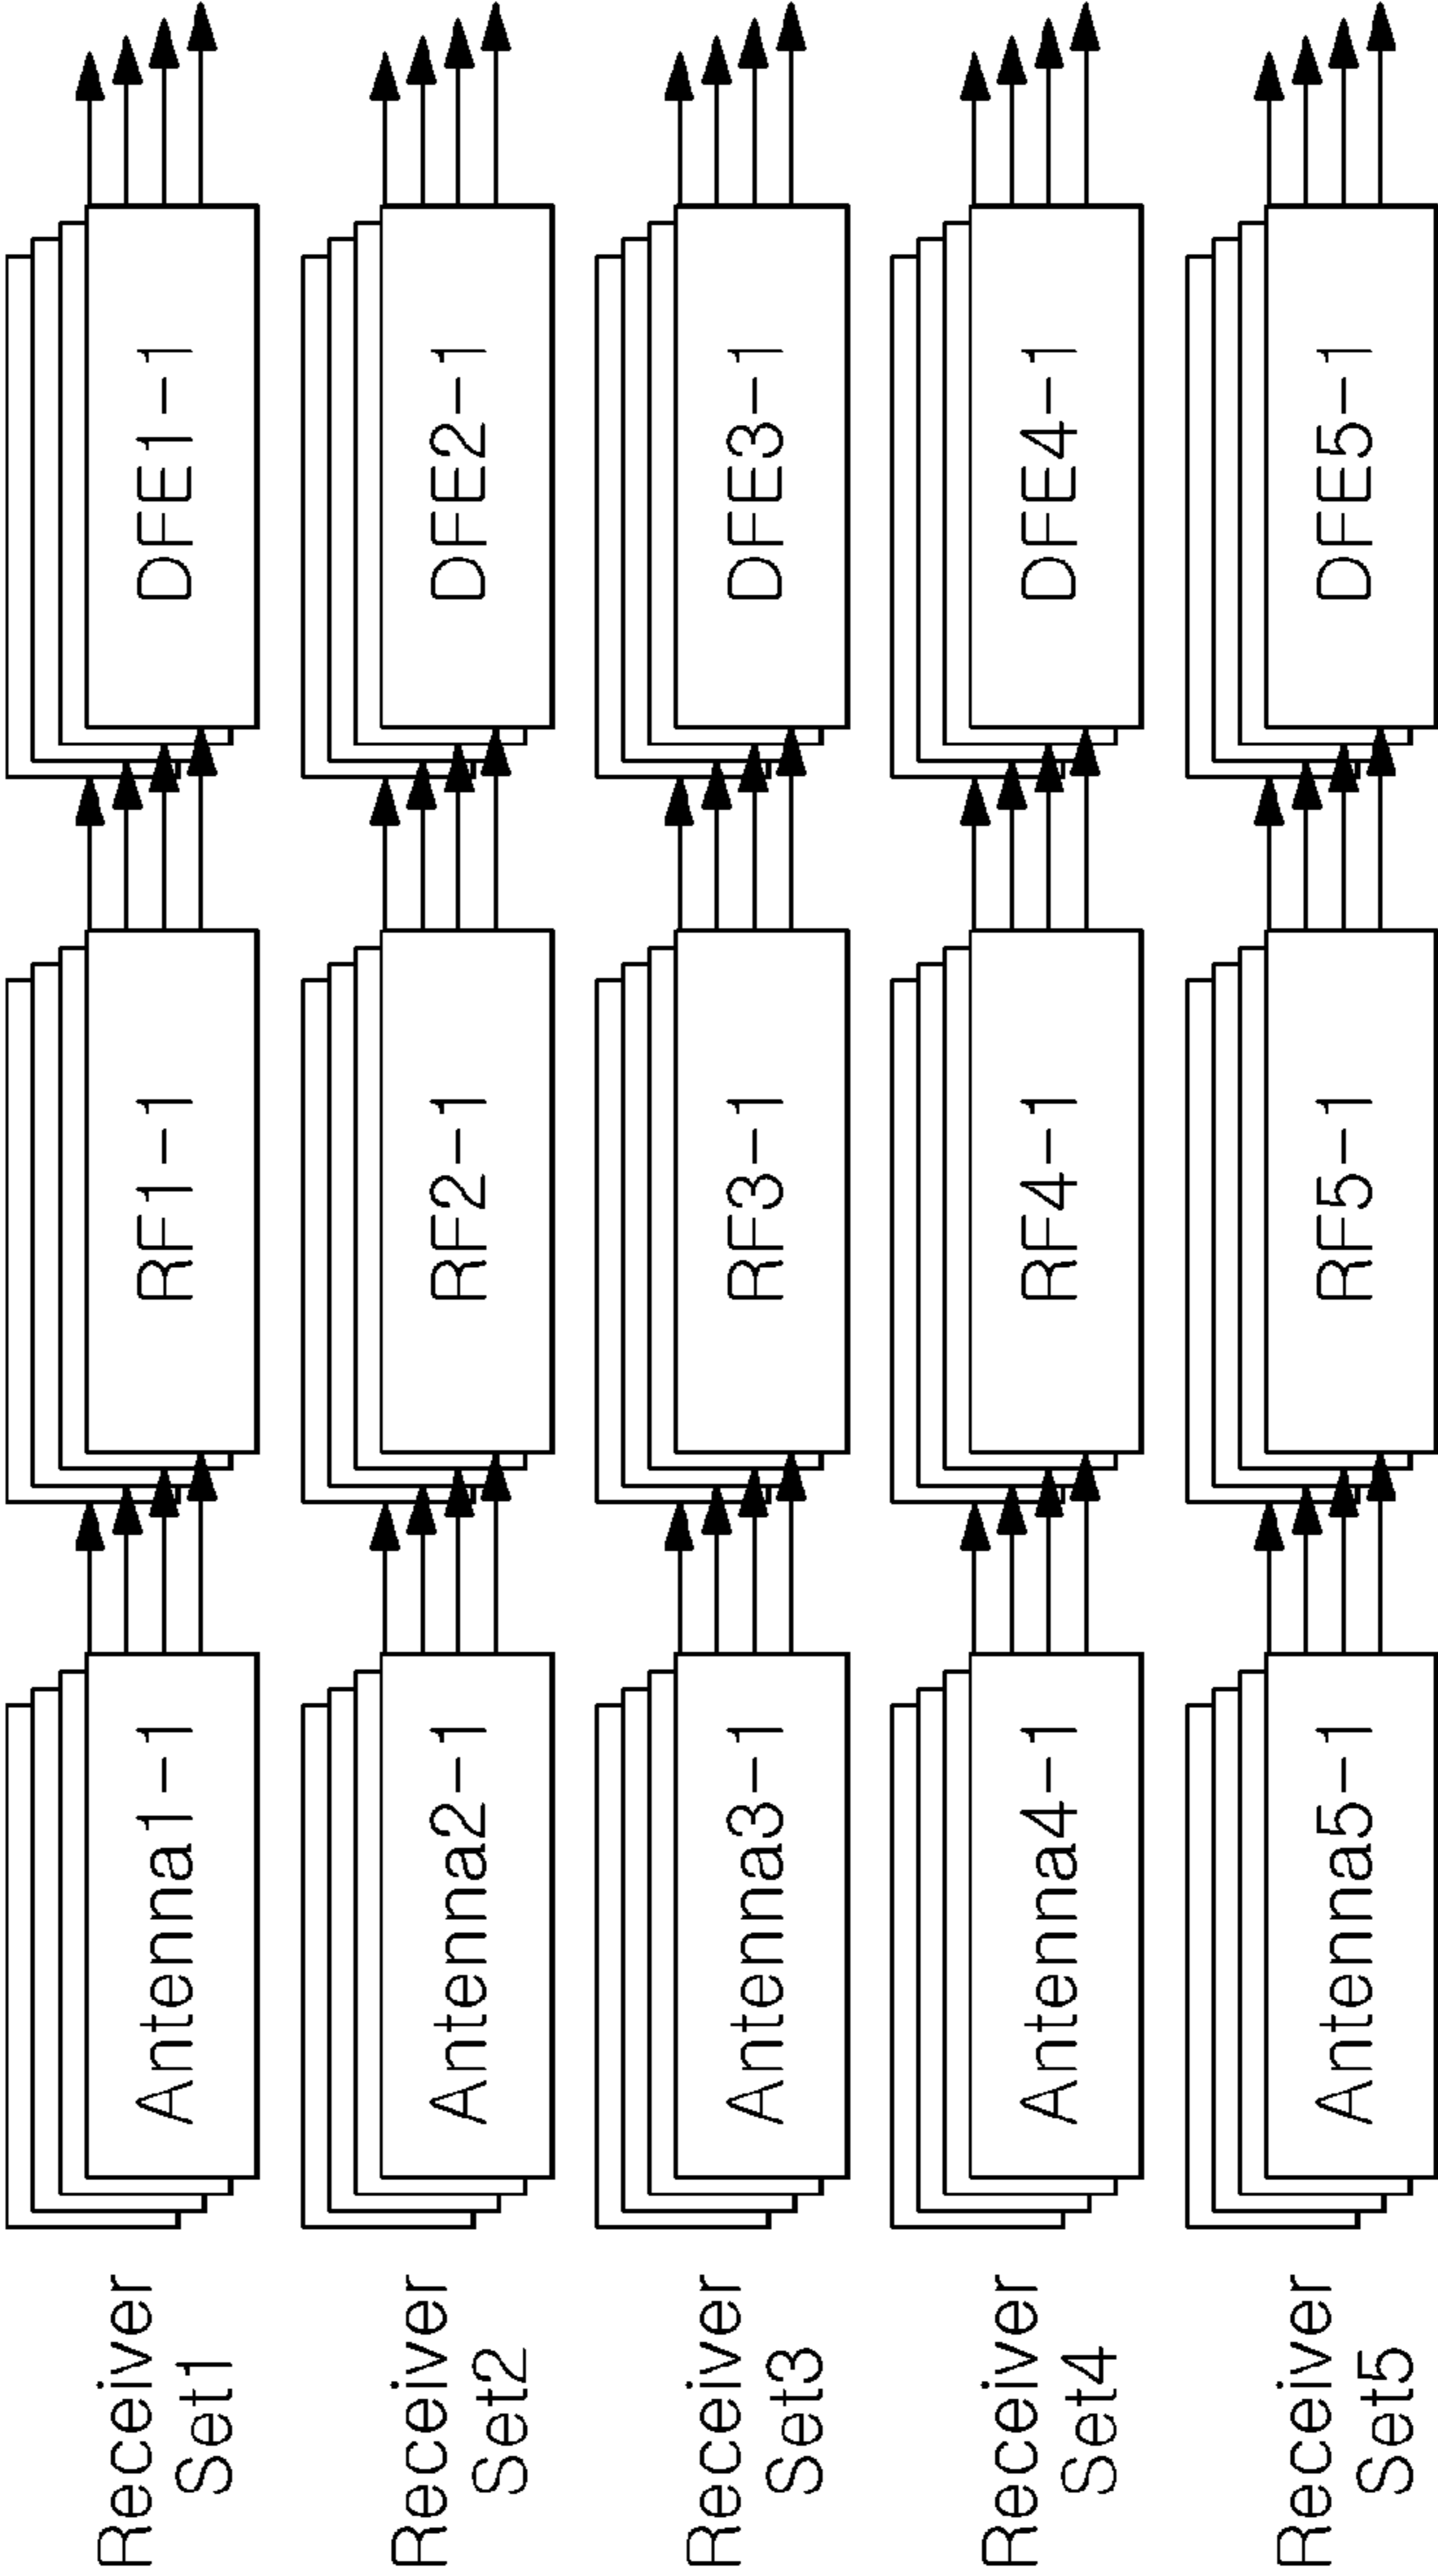 Receiver
Set1
Antenna1-1
RF1-1
DFE1-1
Receiver
Set2
Antenna2-1
RF2-1
DFE2-1
Receiver
Set3
Antenna3-1
RF3-1
DFE3-1
Receiver
Set4
Antenna4-1
RF4-1
DFE4-1
Receiver
Set5
Antenna5-1
RF5-1
DFE5-1